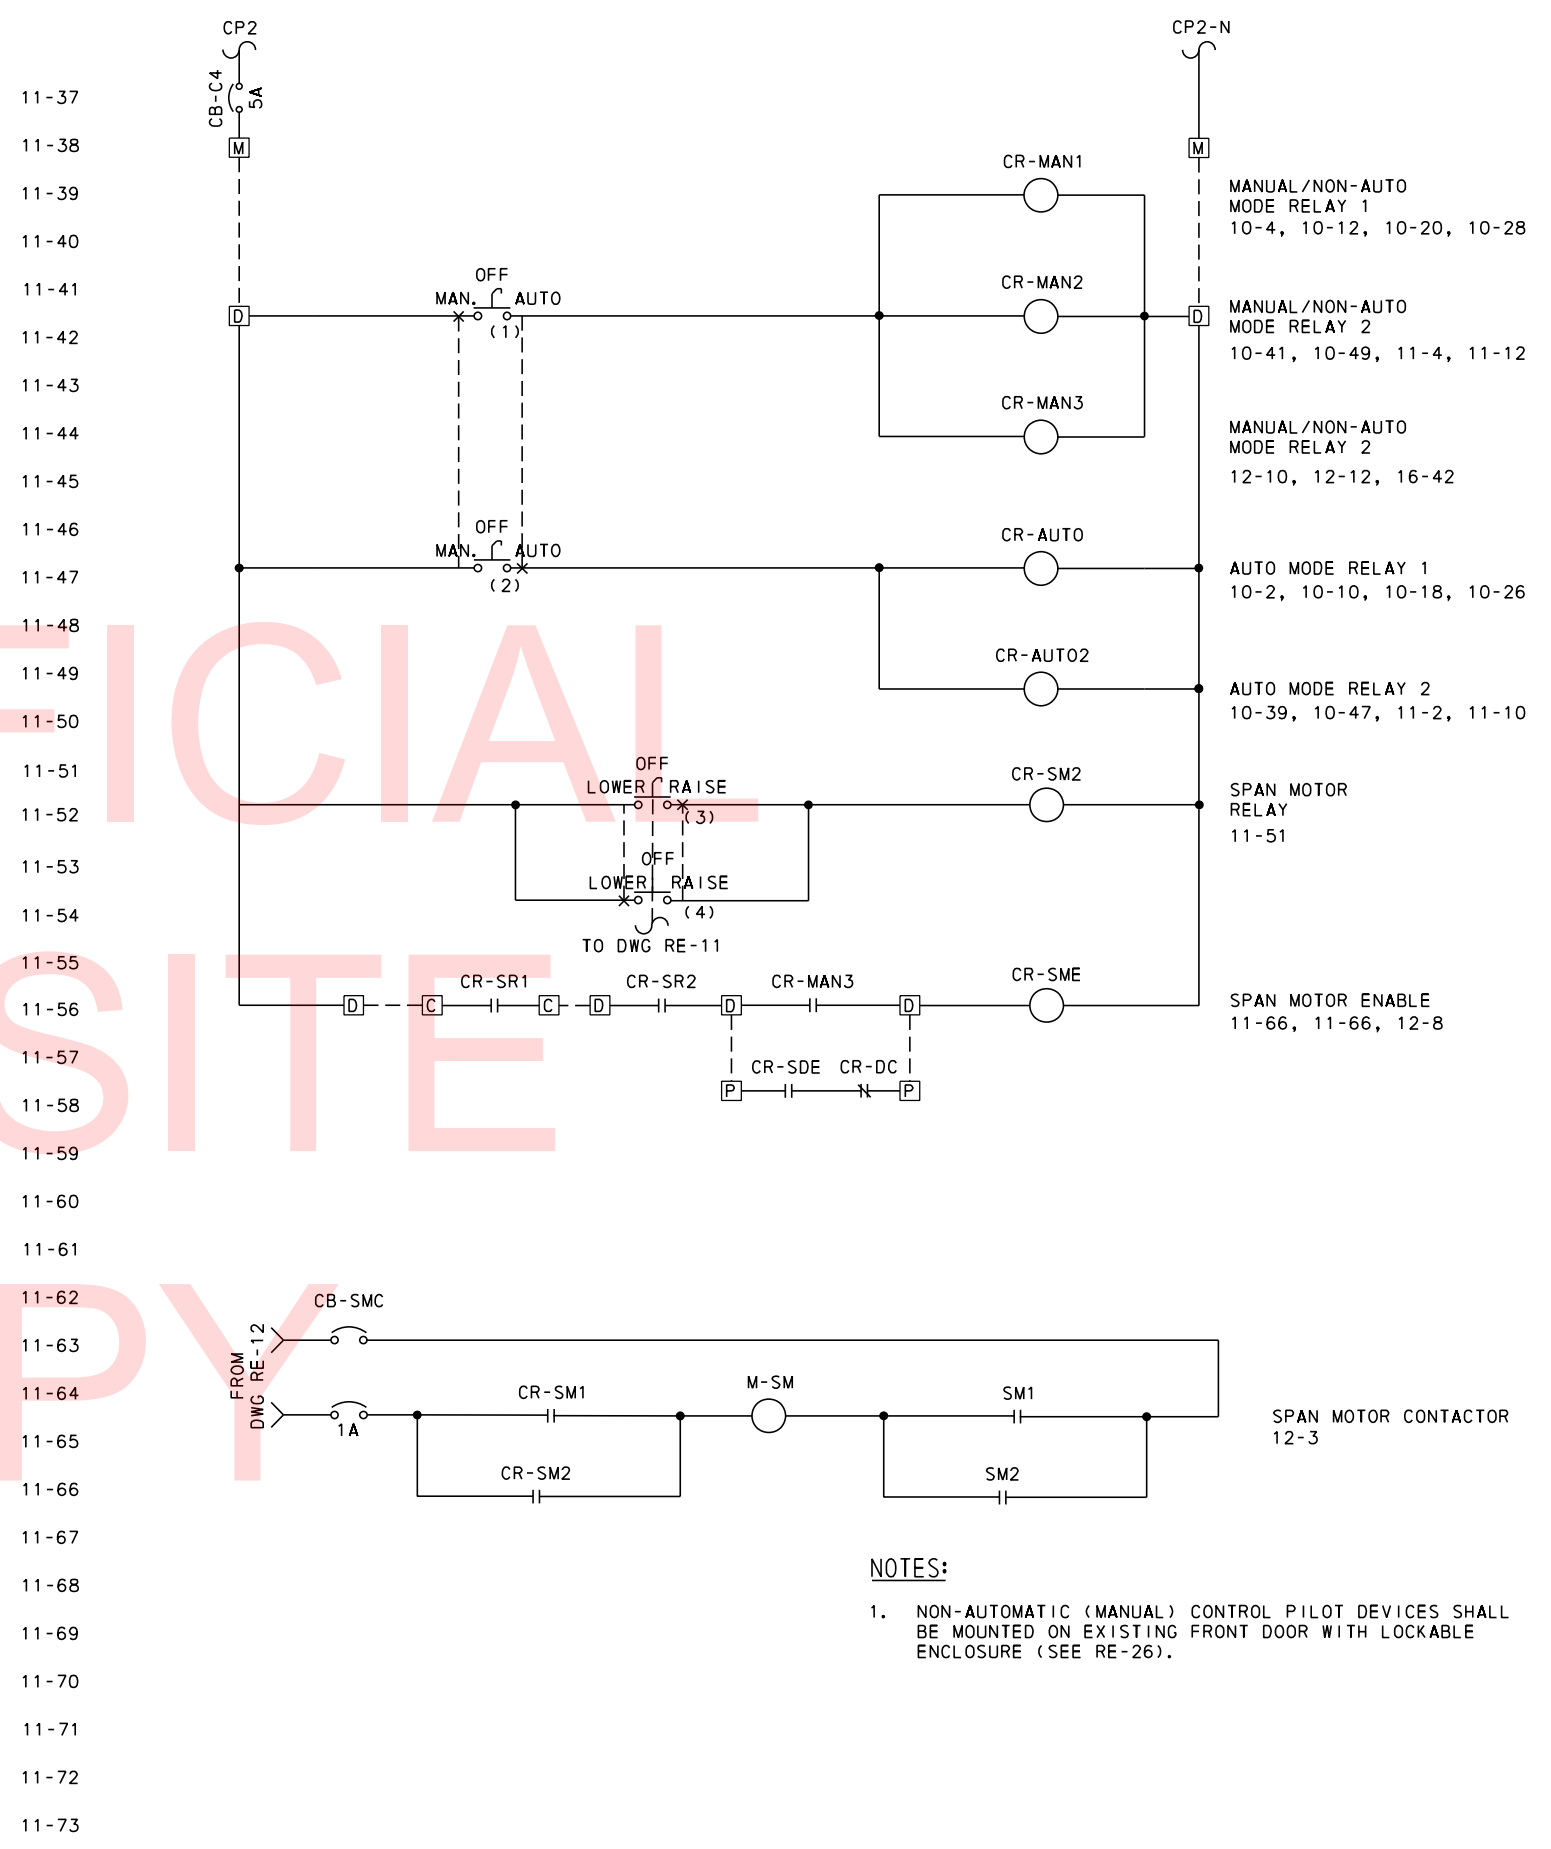 CP2
CP2-N
CB-C4
5A
11-37
11-38
M
M
CR-MAN1
11-39
MANUAL/NON-AUTO
MODE RELAY 1
10-4, 10-12, 10-20, 10-28
11-40
11-41
OFF
MAN. AUTO
(1)
CR-MAN2
D
D
MANUAL/NON-AUTO
MODE RELAY 2
10-41, 10-49, 11-4, 11-12
11-42
11-43
CR-MAN3
11-44
MANUAL/NON-AUTO
MODE RELAY 2
12-10, 12-12, 16-42
11-45
11-46
OFF
MAN. AUTO
(2)
CR-AUTO
11-47
AUTO MODE RELAY 1
10-2, 10-10, 10-18, 10-26
11-48
FICIAL
CR-AUTO2
11-49
AUTO MODE RELAY 2
10-39, 10-47, 11-2, 11-10
11-50
11-51
OFF
LOWER RAISE
(3)
CR-SM2
SPAN MOTOR
RELAY
11-51
11-52
11-53
OFF
LOWER RAISE
(4)
11-54
TO DWG RE-11
11-55
SITE
CR-SR1
CR-SR2
CR-MAN3
CR-SME
11-56
D
C
C
D
D
D
SPAN MOTOR ENABLE
11-66, 11-66, 12-8
11-57
CR-SDE
CR-DC
P
P
11-58
11-59
11-60
11-61
11-62
PY
CB-SMC
11-63
FROM
DWG RE-12
11-64
1A
CR-SM1
M-SM
SM1
SPAN MOTOR CONTACTOR
12-3
11-65
CR-SM2
SM2
11-66
11-67
NOTES:
11-68
1. NON-AUTOMATIC (MANUAL) CONTROL PILOT DEVICES SHALL
BE MOUNTED ON EXISTING FRONT DOOR WITH LOCKABLE
ENCLOSURE (SEE RE-26).
11-69
11-70
11-71
11-72
11-73